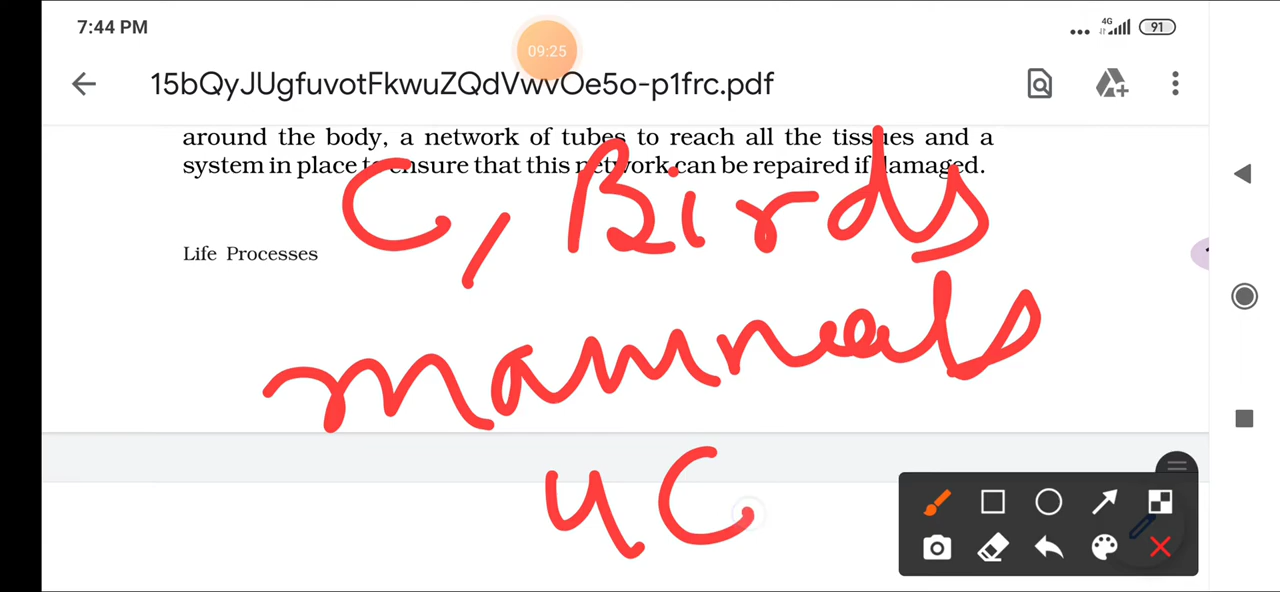 7:44 PM
4G 91
09:25
15bQyJUgfuvotFkwuZQdVwvOe5o-p1frc.pdf
around the body, a network of tubes to reach all the tissues and a
system in place to ensure that this network can be repaired if damaged.
C, Birds
Life Processes
mammals
4C